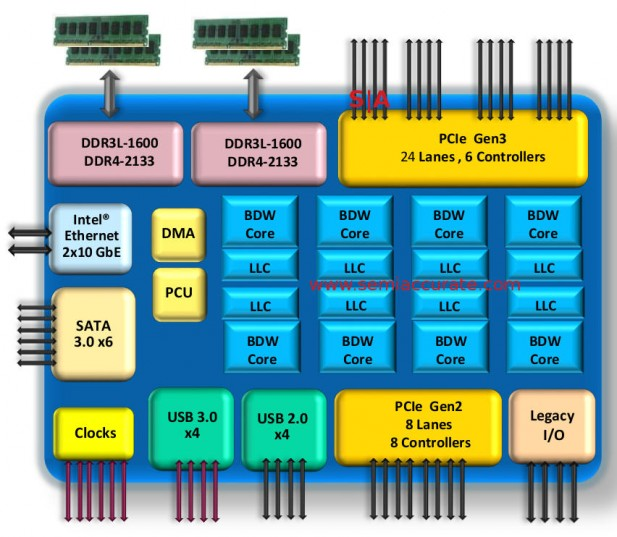 S|A
DDR3L-1600
DDR4-2133
DDR3L-1600
DDR4-2133
PCIe Gen3
24 Lanes , 6 Controllers
Intel®
Ethernet
2x10 GbE
DMA
PCU
BDW
Core
BDW
Core
BDW
Core
BDW
Core
LLC
LLC
LLC
LLC
www.semiaccurate.com
LLC
LLC
LLC
LLC
BDW
Core
BDW
Core
BDW
Core
BDW
Core
SATA
3.0 x6
Clocks
USB 3.0
x4
USB 2.0
x4
PCIe Gen2
8 Lanes
8 Controllers
Legacy
I/O